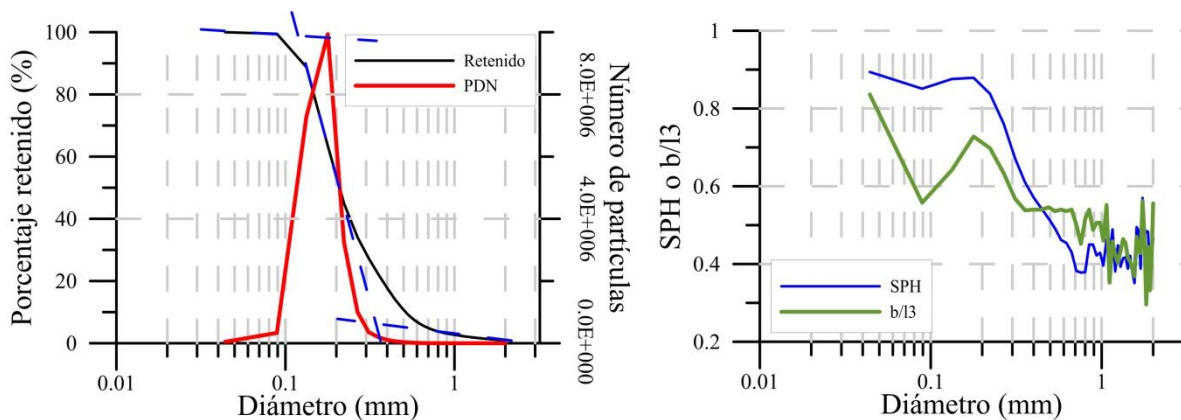 Porcentaje retenido (%)
100
80
60
40
20
0
Retenido
PDN
8.0E+006
4.0E+006
0.0E+000
Número de partículas
0.01
0.1
1
Diámetro (mm)
SPH o b/l3
1
0.8
0.6
0.4
0.2
SPH
b/l3
0.01
0.1
1
Diámetro (mm)